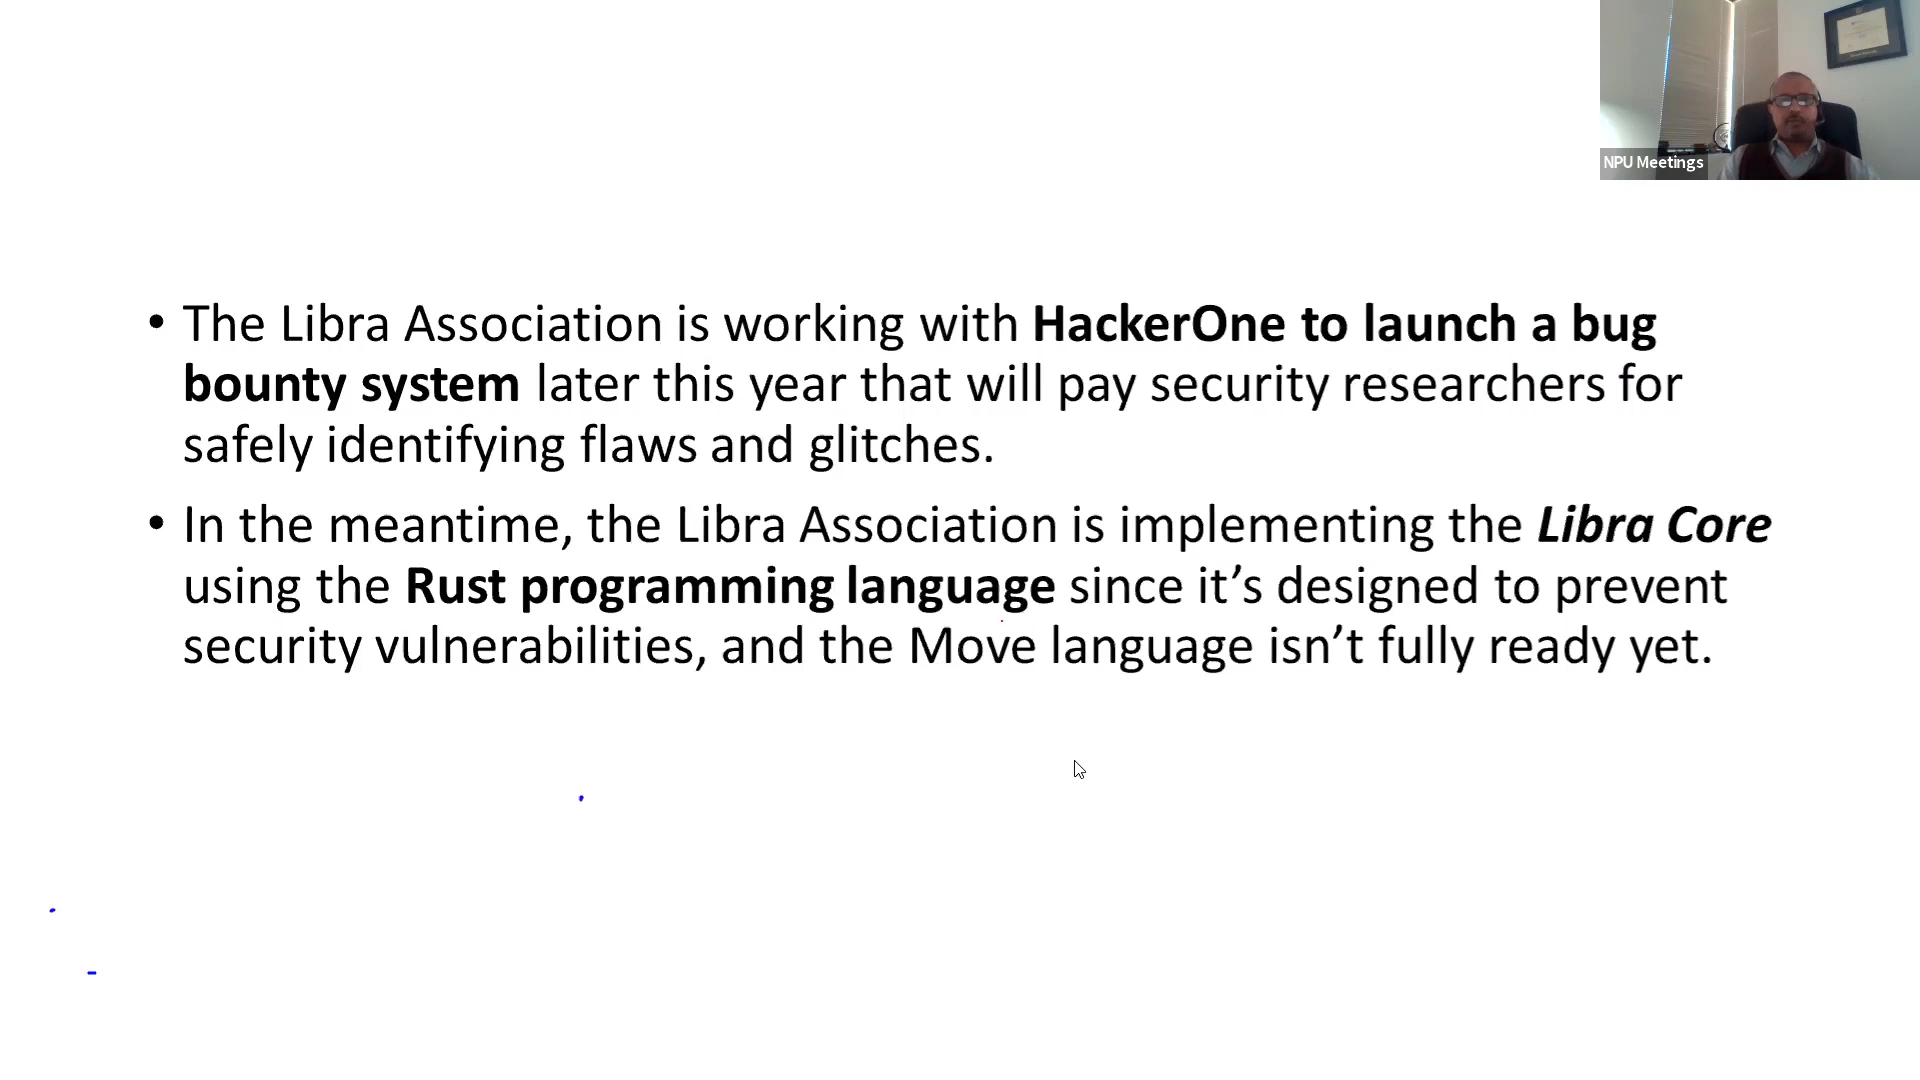 NPU Meetings
• The Libra Association is working with HackerOne to launch a bug
bounty system later this year that will pay security researchers for
safely identifying flaws and glitches.
• In the meantime, the Libra Association is implementing the Libra Core
using the Rust programming language since it’s designed to prevent
security vulnerabilities, and the Move language isn’t fully ready yet.